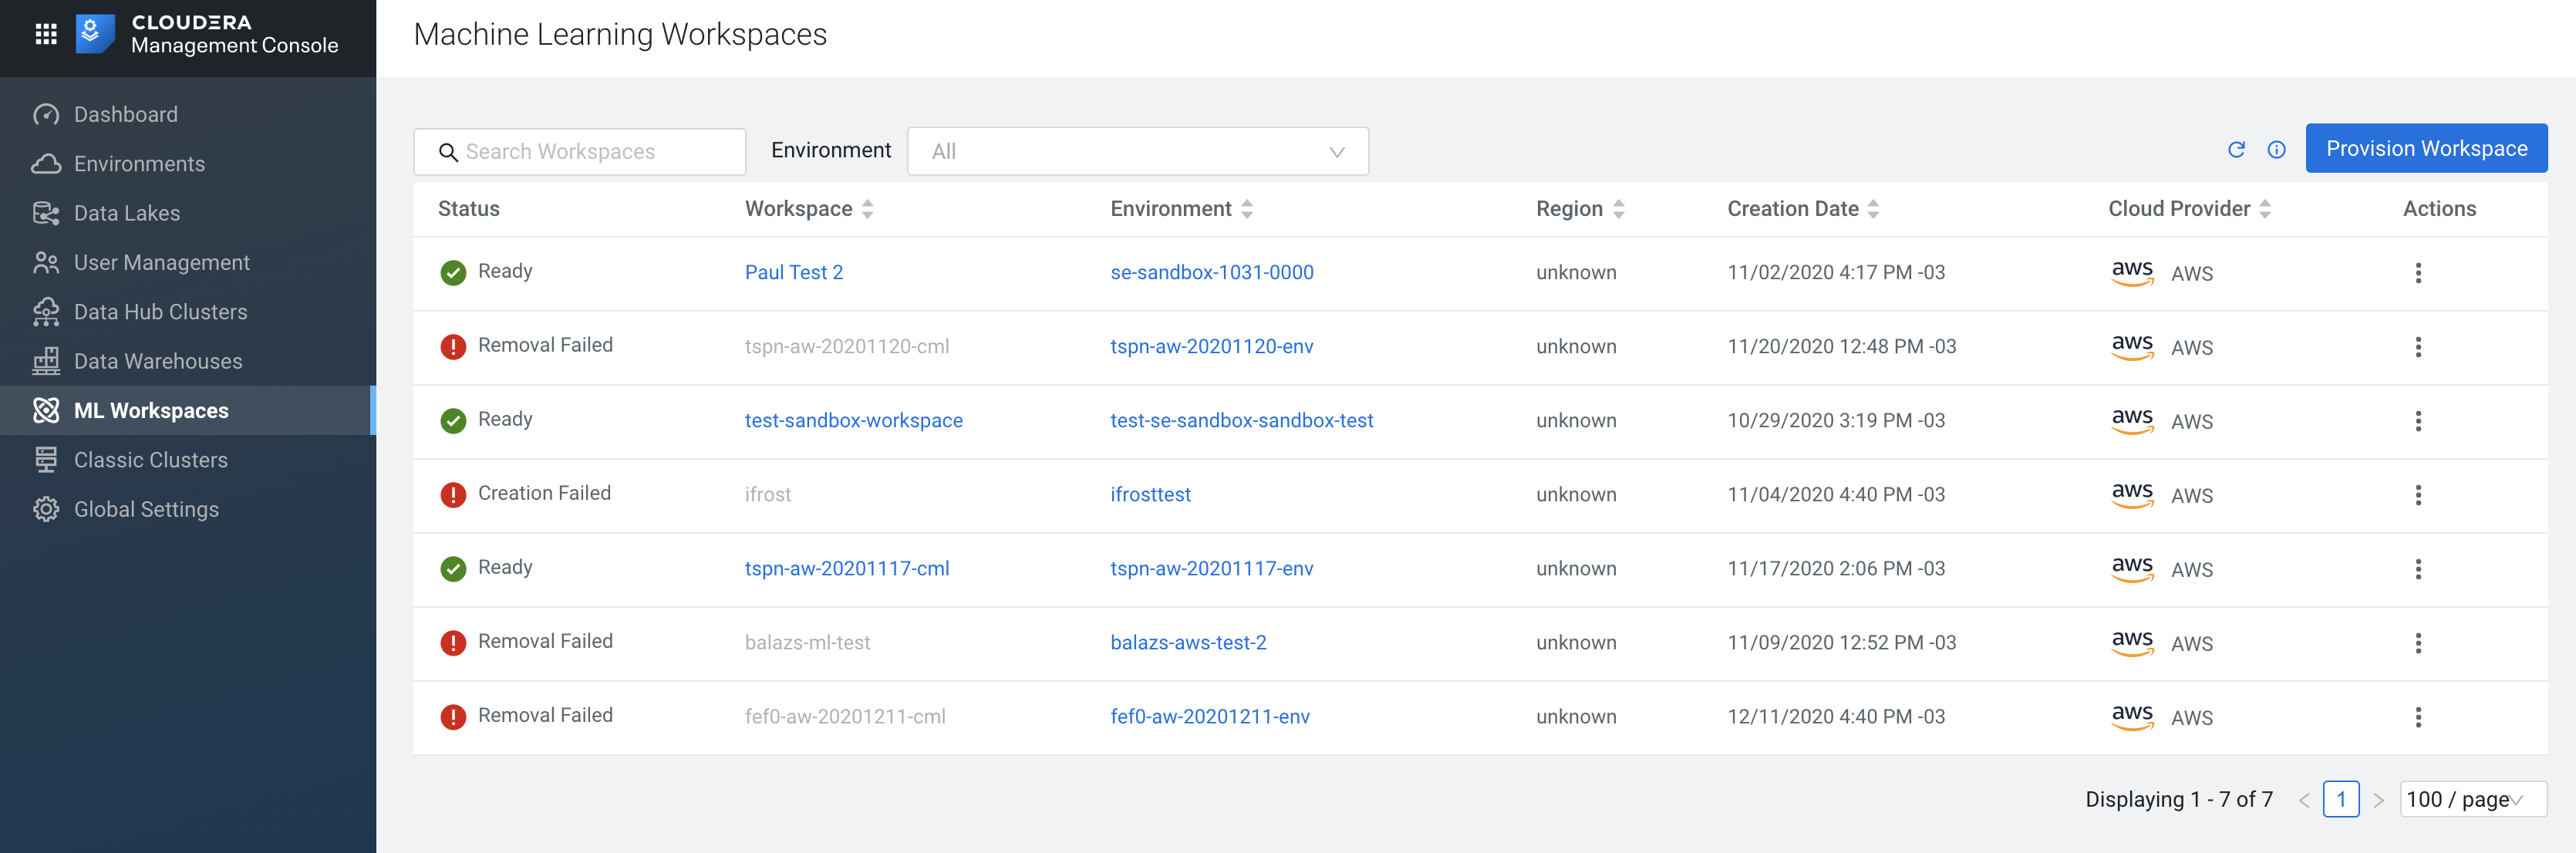 CLOUDERA
Management Console
Machine Learning Workspaces
Dashboard
Environments
Data Lakes
User Management
Data Hub Clusters
Data Warehouses
ML Workspaces
Classic Clusters
Global Settings
Search Workspaces Environment All Provision Workspace
Status Workspace Environment Region Creation Date Cloud Provider Actions
Ready Paul Test 2 se-sandbox-1031-0000 unknown 11/02/2020 4:17 PM -03 aws AWS
Removal Failed tspn-aw-20201120-cml tspn-aw-20201120-env unknown 11/20/2020 12:48 PM -03 aws AWS
Ready test-sandbox-workspace test-se-sandbox-sandbox-test unknown 10/29/2020 3:19 PM -03 aws AWS
Creation Failed ifrost ifrosttest unknown 11/04/2020 4:40 PM -03 aws AWS
Ready tspn-aw-20201117-cml tspn-aw-20201117-env unknown 11/17/2020 2:06 PM -03 aws AWS
Removal Failed balazs-ml-test balazs-aws-test-2 unknown 11/09/2020 12:52 PM -03 aws AWS
Removal Failed fef0-aw-20201211-cml fef0-aw-20201211-env unknown 12/11/2020 4:40 PM -03 aws AWS
Displaying 1 - 7 of 7 < 1 > 100 / page